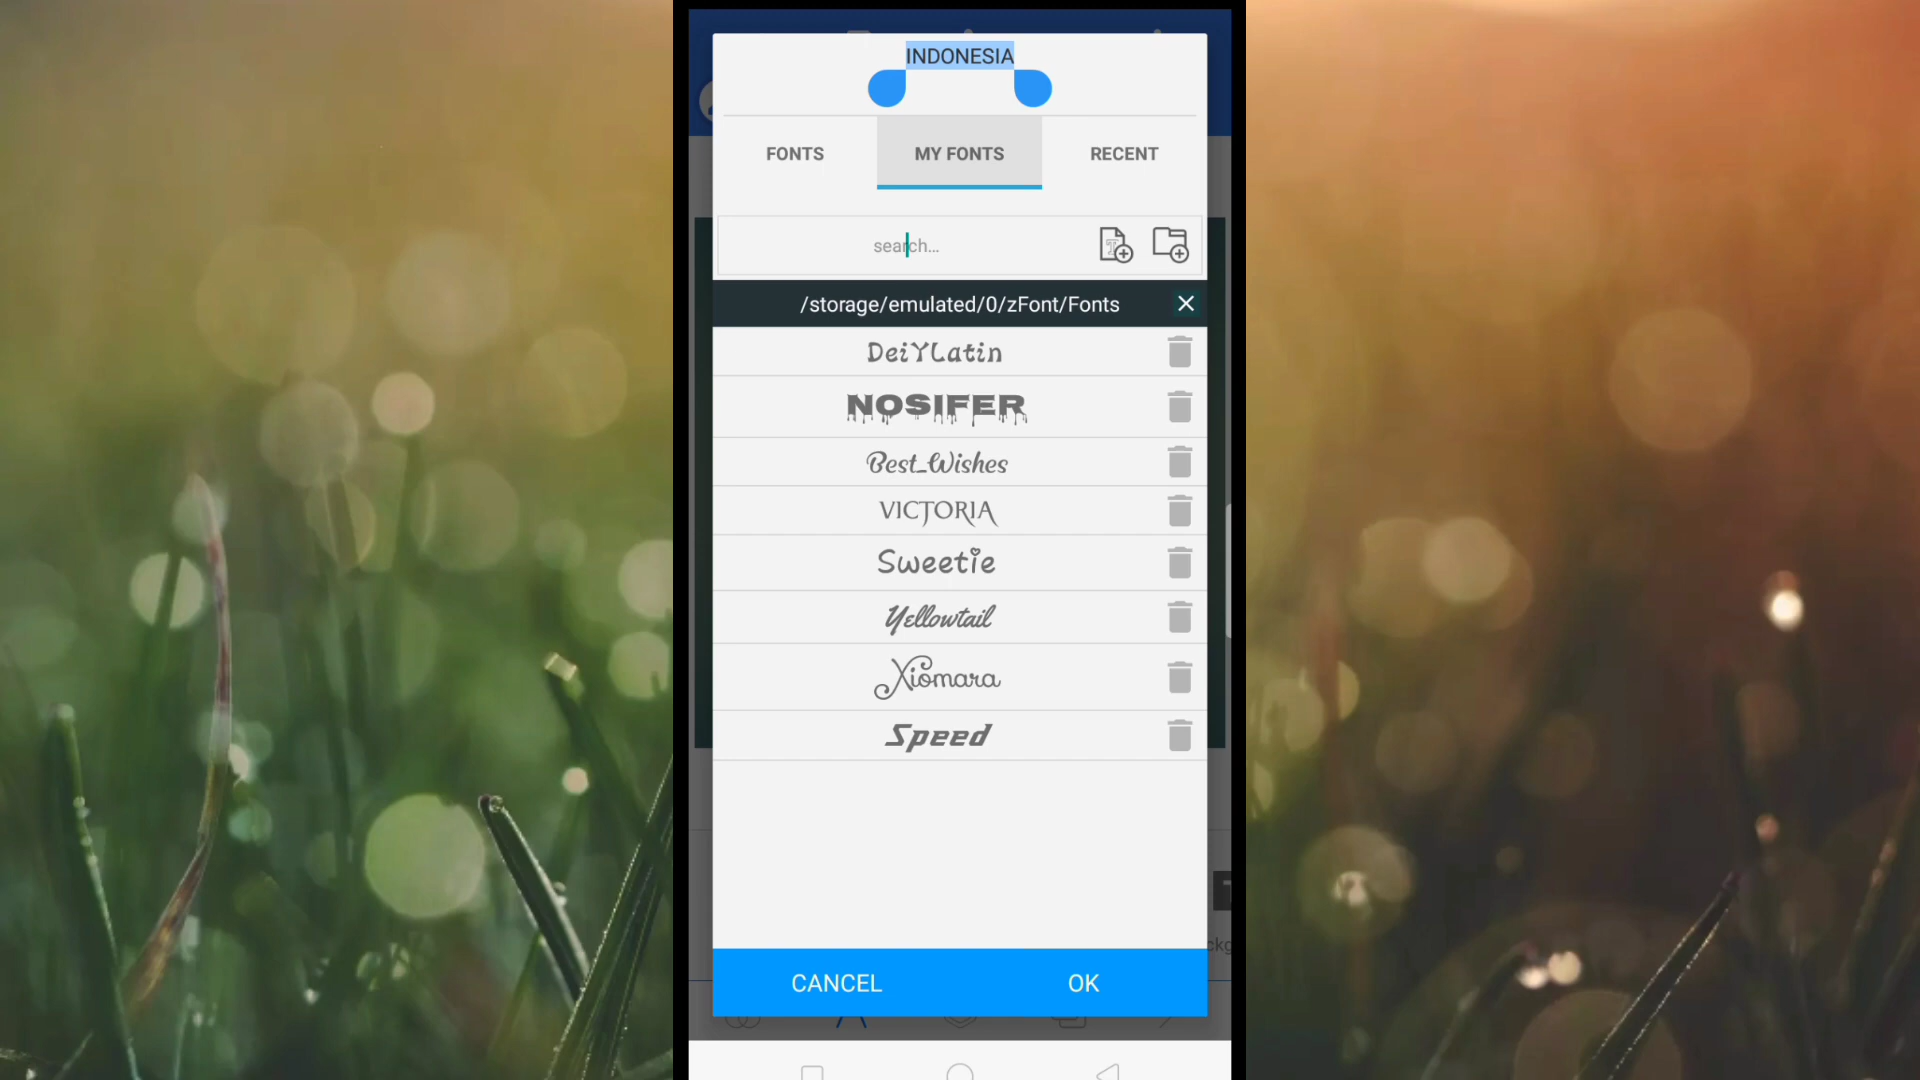 INDONESIA
FONTS MY FONTS RECENT
search...
/storage/emulated/0/zFont/Fonts
DeiYLatin
NOSIFER
Best_Wishes
VICTORIA
Sweetie
Yellowtail
Xiomara
Speed
ckg
CANCEL OK